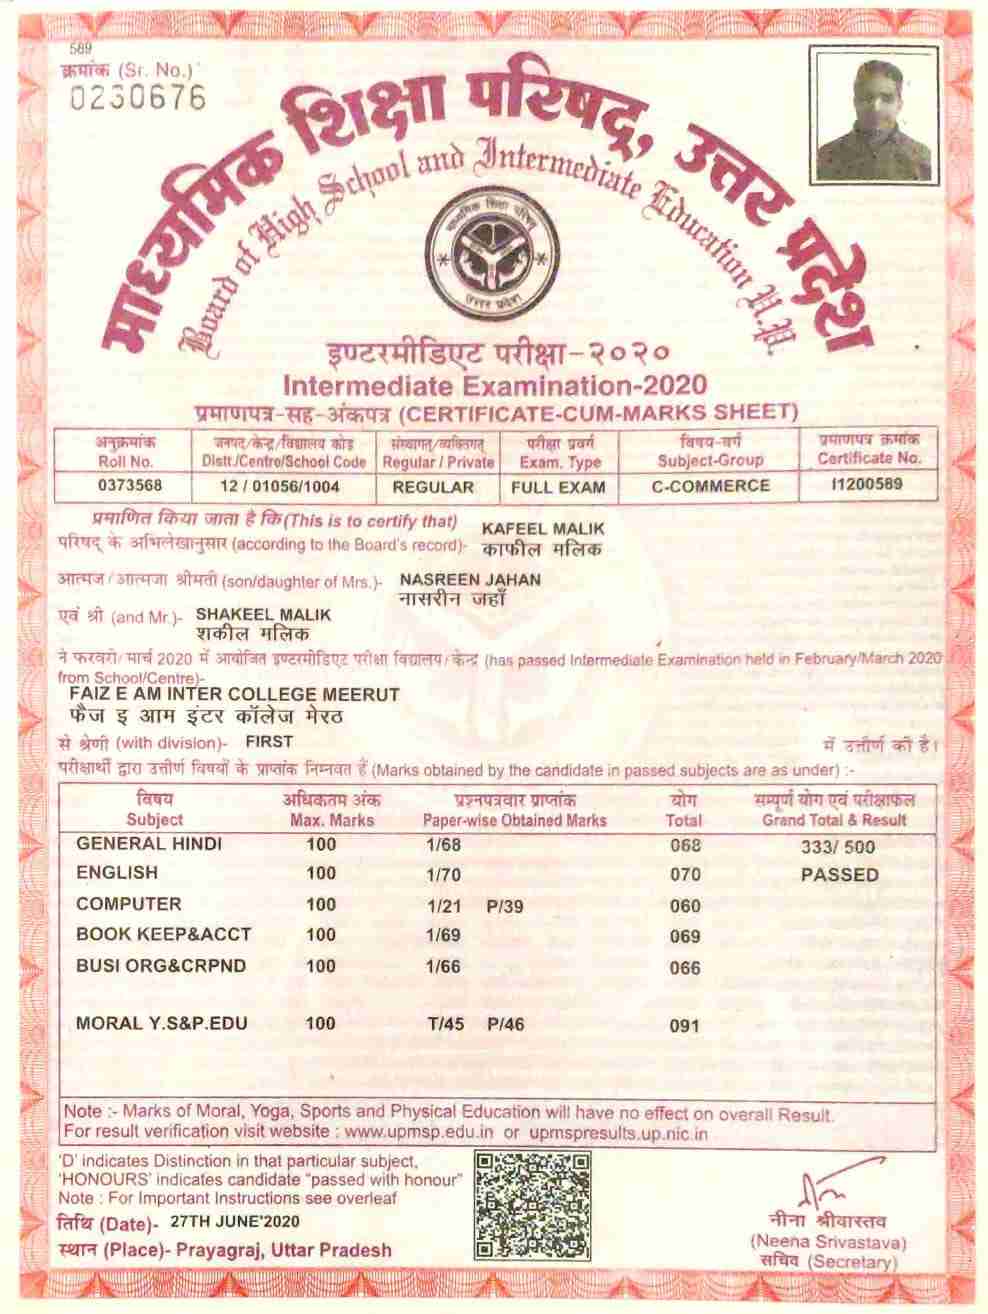 589
क्रमांक (Sr. No.)
0230676
माध्यमिक शिक्षा परिषद्, उत्तर प्रदेश
Board of High School and Intermediate Education U.P.
माध्यमिक शिक्षा परिषद
उत्तर प्रदेश
इण्टरमीडिएट परीक्षा-२०२०
Intermediate Examination-2020
प्रमाणपत्र-सह-अंकपत्र (CERTIFICATE-CUM-MARKS SHEET)
अनुक्रमांक जनपद/केन्द्र/विद्यालय कोड संस्थागत/व्यक्तिगत परीक्षा प्रवर्ग विषय-वर्ग प्रमाणपत्र क्रमांक
Roll No. Distt./Centre/School Code Regular / Private Exam. Type Subject-Group Certificate No.
0373568 12 / 01056/1004 REGULAR FULL EXAM C-COMMERCE I1200589
प्रमाणित किया जाता है कि (This is to certify that) KAFEEL MALIK
परिषद के अभिलेखानुसार (according to the Board's record)- काफील मलिक
आत्मज/आत्मजा श्रीमती (son/daughter of Mrs.)- NASREEN JAHAN
नासरीन जहाँ
एवं श्री (and Mr.)- SHAKEEL MALIK
शकील मलिक
ने फरवरी/मार्च 2020 में आयोजित इण्टरमीडिएट परीक्षा विद्यालय/केन्द्र (has passed Intermediate Examination held in February/March 2020
from School/Centre)-
FAIZ E AM INTER COLLEGE MEERUT
फैज इ आम इंटर कॉलेज मेरठ
से श्रेणी (with division)- FIRST में उत्तीर्ण की है।
परीक्षार्थी द्वारा उत्तीर्ण विषयों के प्राप्तांक निम्नवत हैं (Marks obtained by the candidate in passed subjects are as under) :-
विषय अधिकतम अंक प्रश्नपत्रवार प्राप्तांक योग सम्पूर्ण योग एवं परीक्षाफल
Subject Max. Marks Paper-wise Obtained Marks Total Grand Total & Result
GENERAL HINDI 100 1/68 068 333/ 500
ENGLISH 100 1/70 070 PASSED
COMPUTER 100 1/21 P/39 060
BOOK KEEP&ACCT 100 1/69 069
BUSI ORG&CRPND 100 1/66 066
MORAL Y.S&P.EDU 100 T/45 P/46 091
Note :- Marks of Moral, Yoga, Sports and Physical Education will have no effect on overall Result.
For result verification visit website : www.upmsp.edu.in or upmspresults.up.nic.in
'D' indicates Distinction in that particular subject,
'HONOURS' indicates candidate "passed with honour"
Note : For Important Instructions see overleaf
तिथि (Date)- 27TH JUNE'2020
स्थान (Place)- Prayagraj, Uttar Pradesh
नीना श्रीवास्तव
(Neena Srivastava)
सचिव (Secretary)